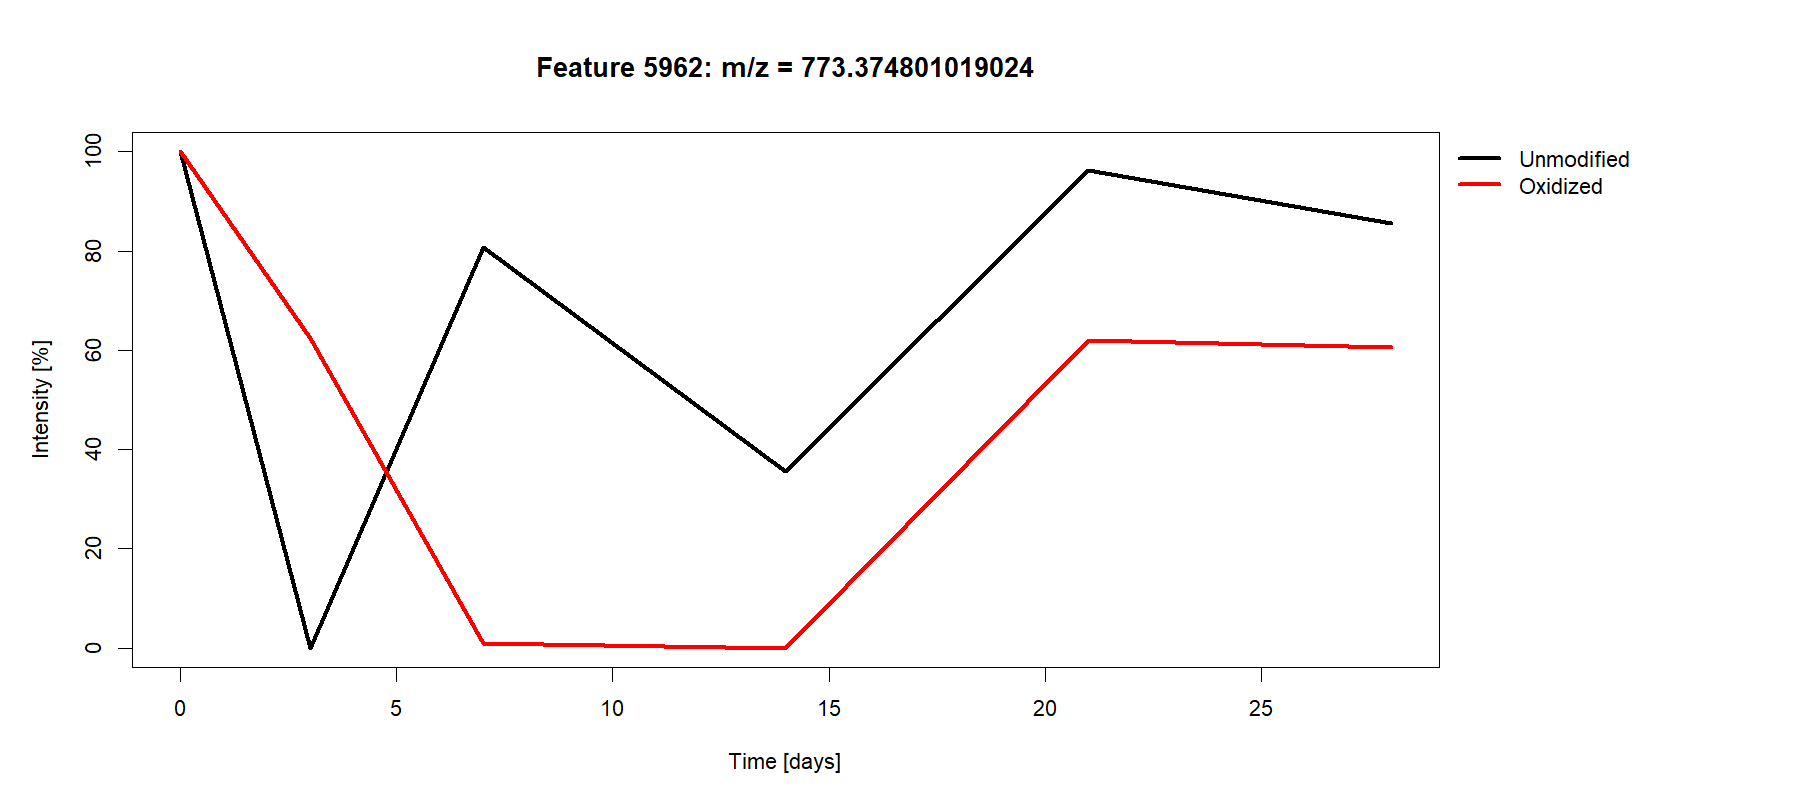 Feature 5962: m/z = 773.374801019024
Unmodified
Oxidized
Intensity [%]
100
80
60
40
20
0
0 5 10 15 20 25
Time [days]